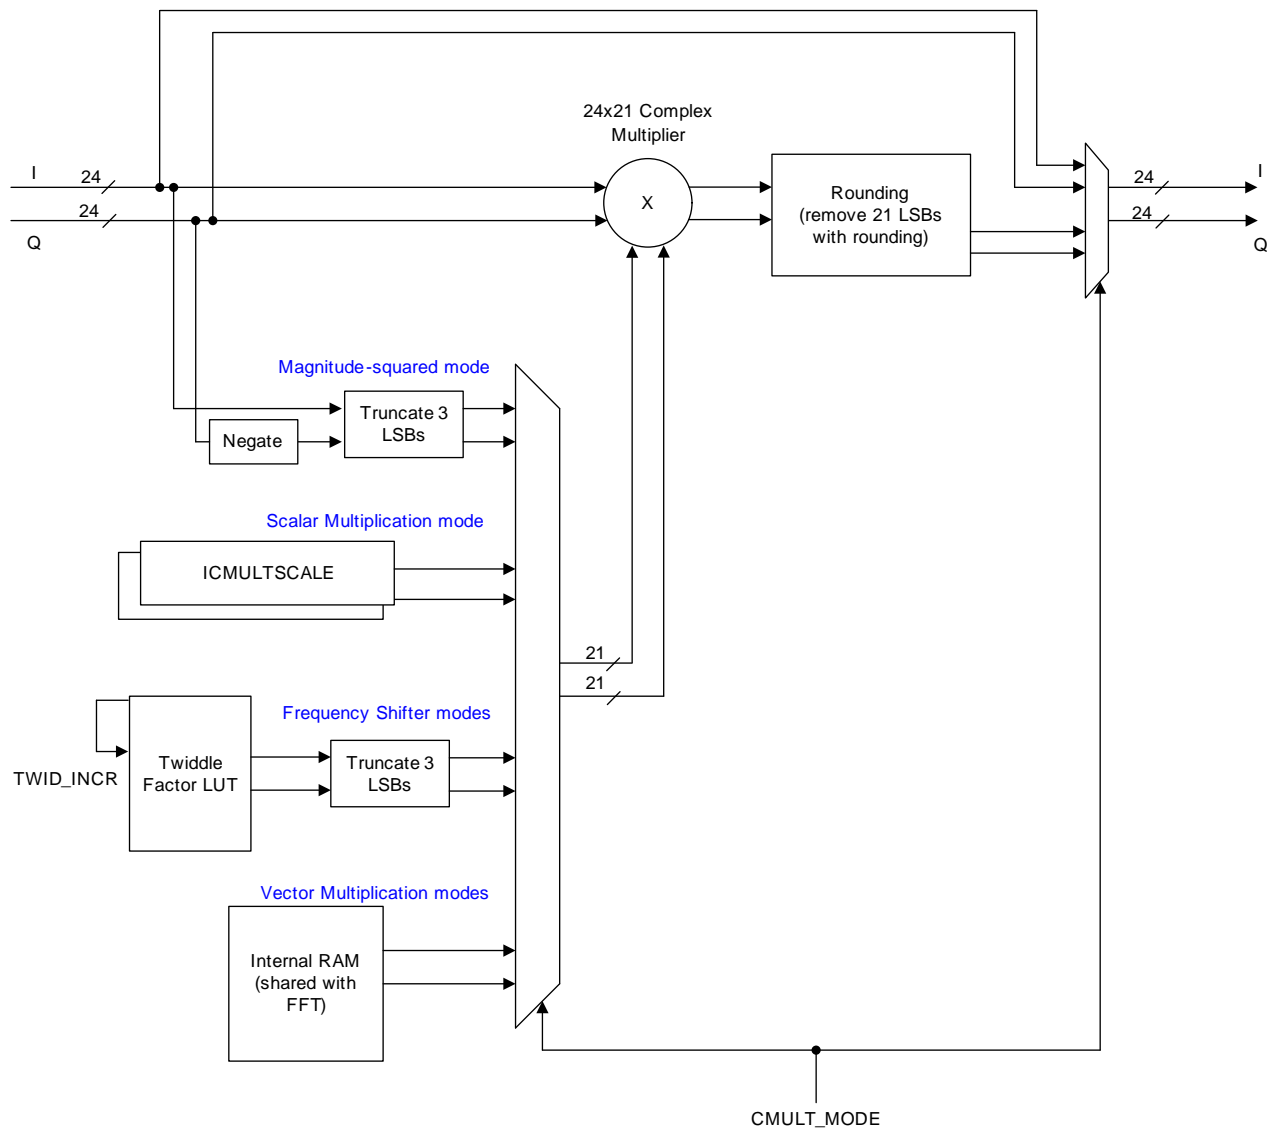 24x21 Complex
Multiplier
I
24
24
Q
X
Rounding
(remove 21 LSBs
with rounding)
24
I
24
Q
Magnitude-squared mode
Truncate 3
LSBs
Negate
Scalar Multiplication mode
ICMULTSCALE
21
21
Frequency Shifter modes
Twiddle
Factor LUT
Truncate 3
LSBs
TWID_INCR
Vector Multiplication modes
Internal RAM
(shared with
FFT)
CMULT_MODE